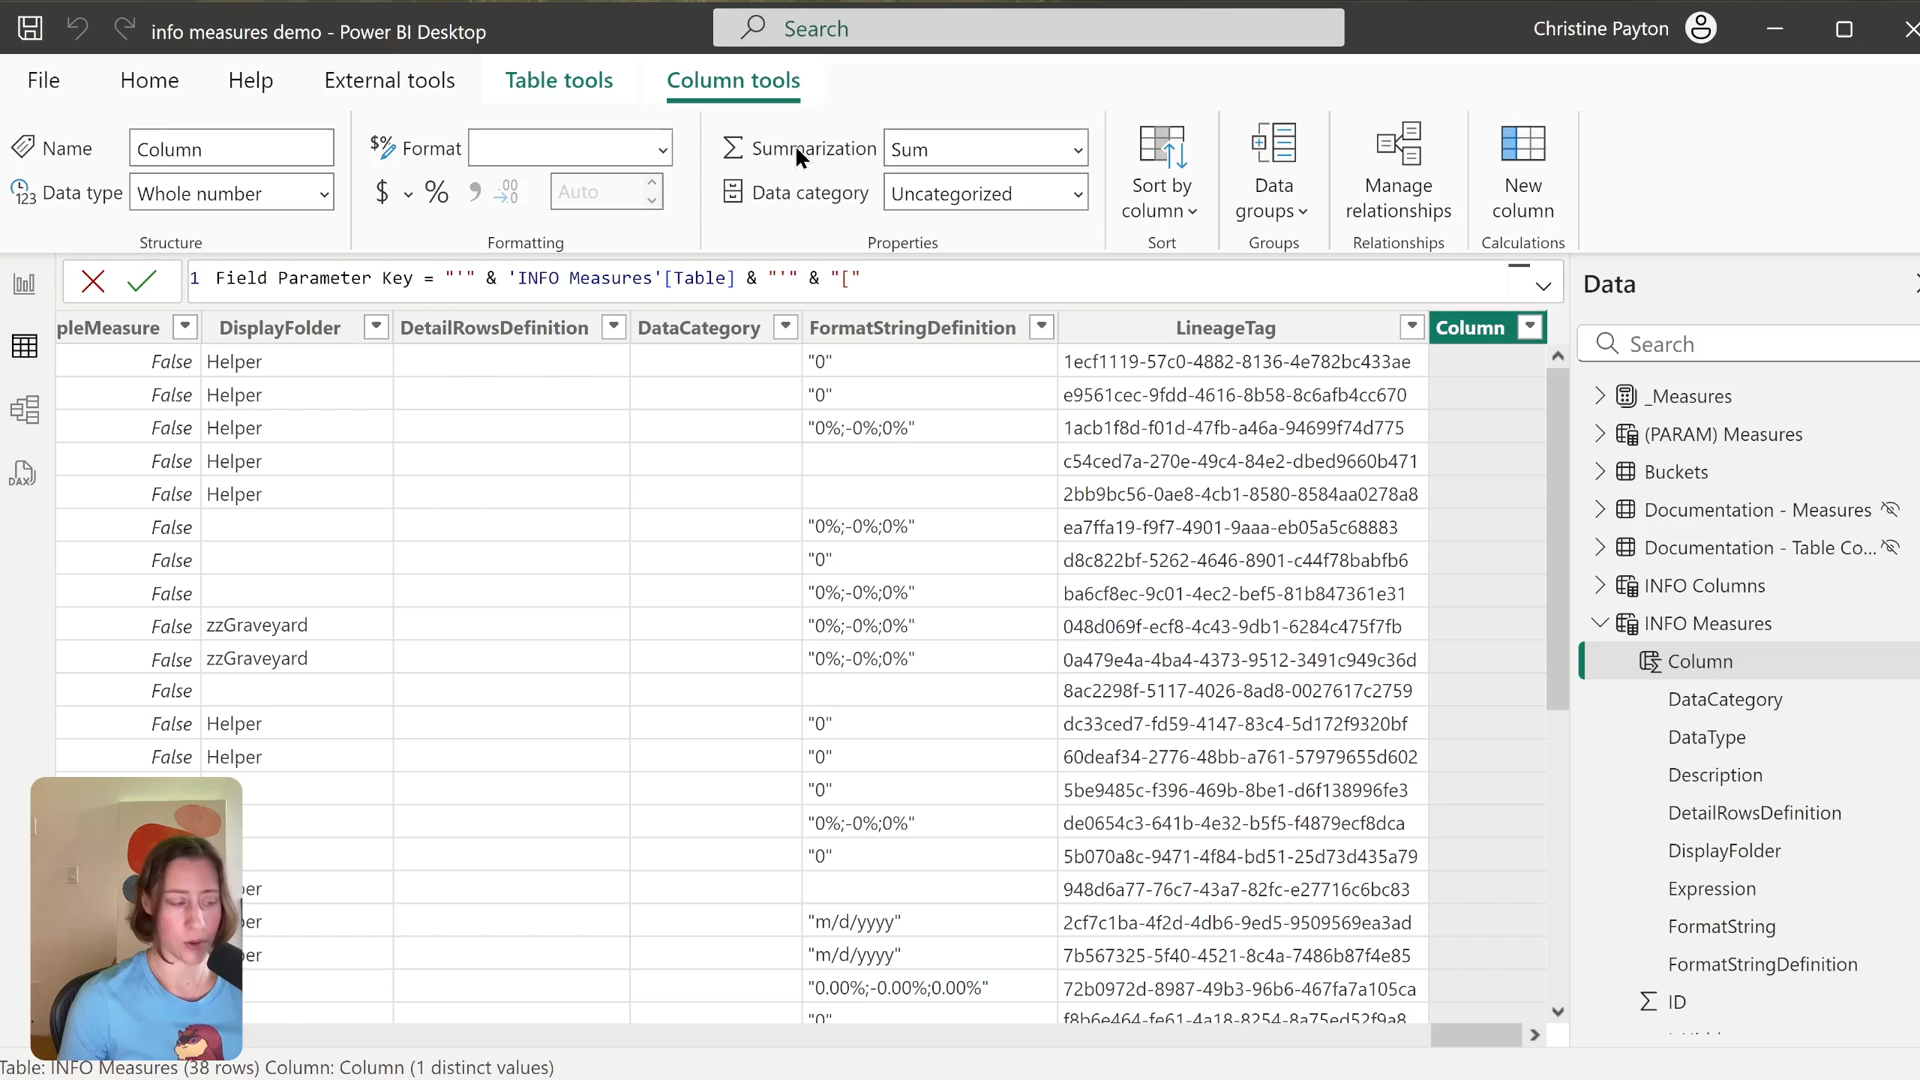 info measures demo - Power BI Desktop
Search
Christine Payton
File
Home
Help
External tools
Table tools
Column tools
Name
Column
Data type
Whole number
Structure
Format
$
%
Auto
Formatting
Summarization
Sum
Data category
Uncategorized
Properties
Sort by
column
Sort
Data
groups
Groups
Manage
relationships
Relationships
New
column
Calculations
1 Field Parameter Key = "'" & 'INFO Measures'[Table] & "'" & "["
pleMeasure DisplayFolder DetailRowsDefinition DataCategory FormatStringDefinition LineageTag Column
False Helper "0" 1ecf1119-57c0-4882-8136-4e782bc433ae
False Helper "0" e9561cec-9fdd-4616-8b58-8c6afb4cc670
False Helper "0%;-0%;0%" 1acb1f8d-f01d-47fb-a46a-94699f74d775
False Helper c54ced7a-270e-49c4-84e2-dbed9660b471
False Helper 2bb9bc56-0ae8-4cb1-8580-8584aa0278a8
False "0%;-0%;0%" ea7ffa19-f9f7-4901-9aaa-eb05a5c68883
False "0" d8c822bf-5262-4646-8901-c44f78babfb6
False "0%;-0%;0%" ba6cf8ec-9c01-4ec2-bef5-81b847361e31
False zzGraveyard "0%;-0%;0%" 048d069f-ecf8-4c43-9db1-6284c475f7fb
False zzGraveyard "0%;-0%;0%" 0a479e4a-4ba4-4373-9512-3491c949c36d
False 8ac2298f-5117-4026-8ad8-0027617c2759
False Helper "0" dc33ced7-fd59-4147-83c4-5d172f9320bf
False Helper "0" 60deaf34-2776-48bb-a761-57979655d602
"0" 5be9485c-f396-469b-8be1-d6f138996fe3
"0%;-0%;0%" de0654c3-641b-4e32-b5f5-f4879ecf8dca
"0" 5b070a8c-9471-4f84-bd51-25d73d435a79
er 948d6a77-76c7-43a7-82fc-e27716c6bc83
er "m/d/yyyy" 2cf7c1ba-4f2d-4db6-9ed5-9509569ea3ad
er "m/d/yyyy" 7b567325-5f40-4521-8c4a-7486b87f4e85
"0.00%;-0.00%;0.00%" 72b0972d-8987-49b3-96b6-467fa7a105ca
"0" f8b6e464-fe61-4a18-8254-8a75ed52f9a8
Table: INFO Measures (38 rows) Column: Column (1 distinct values)
Data
Search
_Measures
(PARAM) Measures
Buckets
Documentation - Measures
Documentation - Table Co...
INFO Columns
INFO Measures
Column
DataCategory
DataType
Description
DetailRowsDefinition
DisplayFolder
Expression
FormatString
FormatStringDefinition
ID